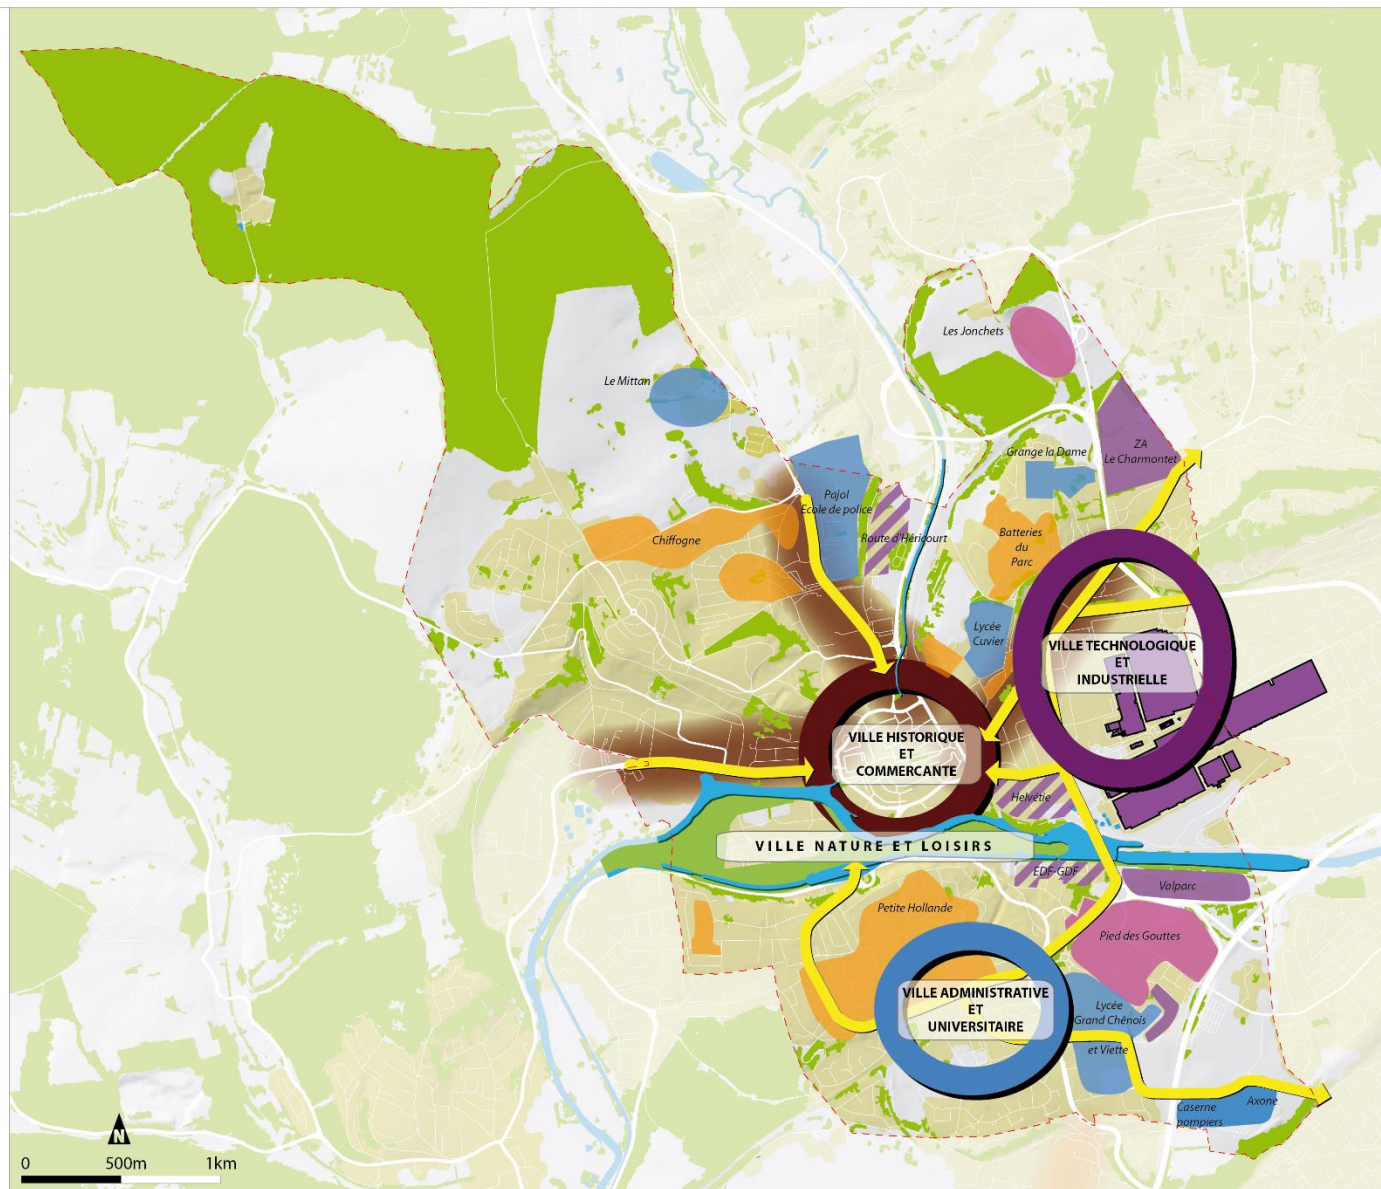 Les Jonchets
Le Mittan
Grange la Dame
ZA
Le Charmontet
Pajol
Ecole de police
Route d'Héricourt
Chiffogne
Batteries
du
Parc
Lycée
Cuvier
VILLE TECHNOLOGIQUE
ET
INDUSTRIELLE
VILLE HISTORIQUE
ET
COMMERCANTE
Helvétie
VILLE NATURE ET LOISIRS
EDF-GDF
Valparc
Petite Hollande
Pied des Gouttes
VILLE ADMINISTRATIVE
ET
UNIVERSITAIRE
Lycée
Grand Chênois
et Viette
Caserne
pompiers
Axone
N
0 500m 1km